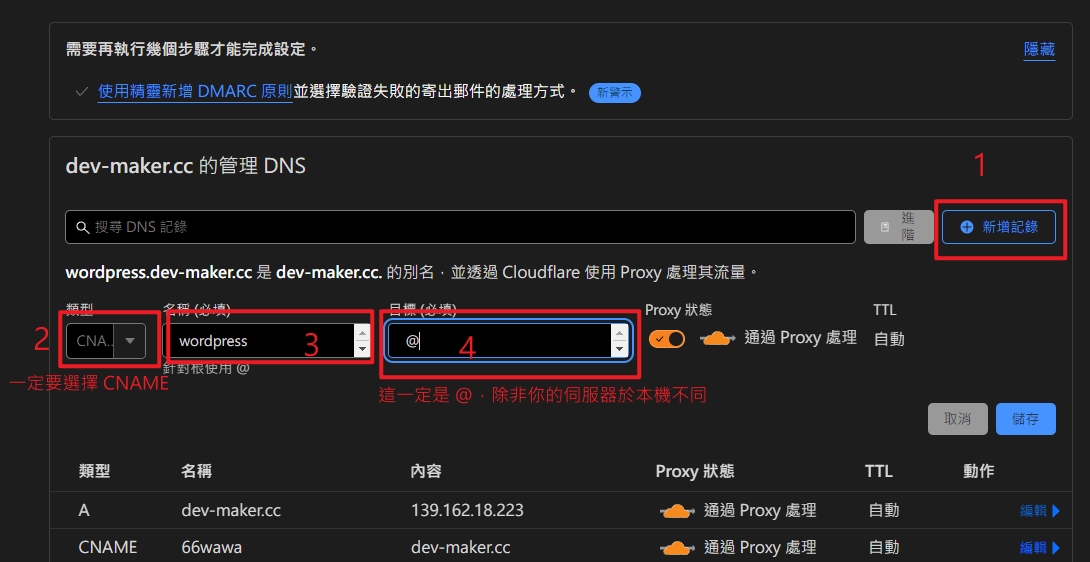 需要再執行幾個步驟才能完成設定。 隱藏
使用精靈新增 DMARC 原則並選擇驗證失敗的寄出郵件的處理方式。 新警示
dev-maker.cc 的管理 DNS
1
搜尋 DNS 記錄 進階 新增記錄
wordpress.dev-maker.cc 是 dev-maker.cc. 的別名，並透過 Cloudflare 使用 Proxy 處理其流量。
類型 名稱 (必填) 目標 (必填) Proxy 狀態 TTL
2 CNA... wordpress 3 @ 4 通過 Proxy 處理 自動
針對根使用 @
一定要選擇 CNAME
這一定是 @，除非你的伺服器於本機不同
取消 儲存
類型 名稱 內容 Proxy 狀態 TTL 動作
A dev-maker.cc 139.162.18.223 通過 Proxy 處理 自動 編輯
CNAME 66wawa dev-maker.cc 通過 Proxy 處理 自動 編輯